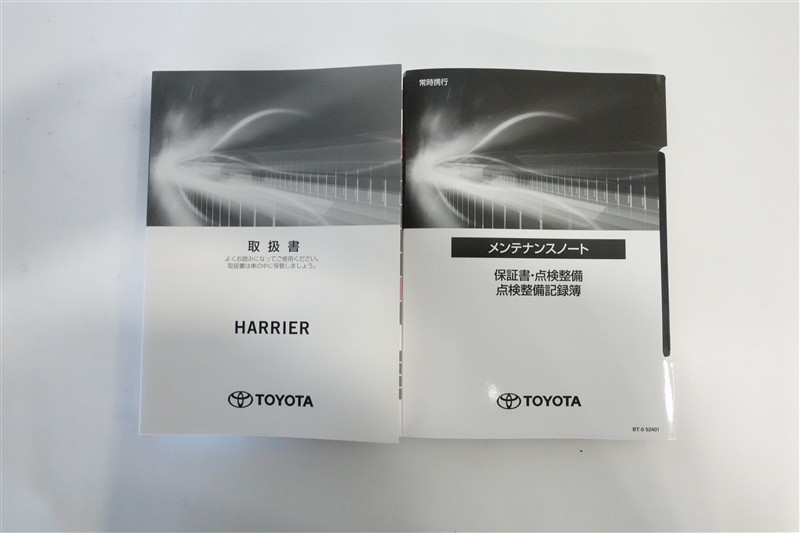 取扱書
よくお読みになってご使用ください。
取扱書は車の中に保管しましょう。
HARRIER
TOYOTA
常時携行
メンテナンスノート
保証書・点検整備
点検整備記録簿
TOYOTA
BT-0 52401